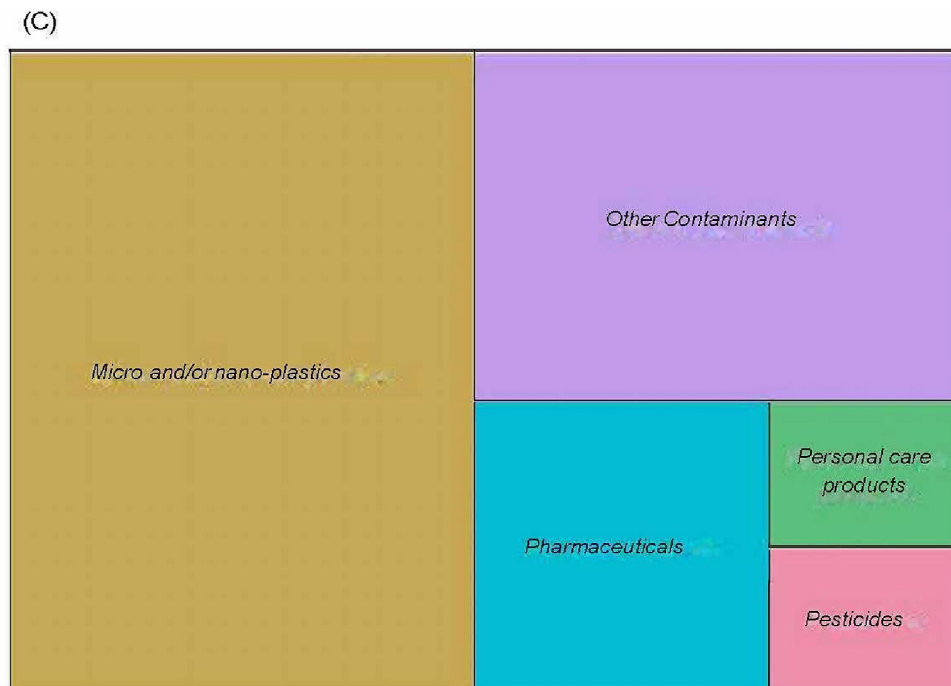 (C)
Other Contaminants
Micro and/or nano-plastics
Personal care
products
Pharmaceuticals
Pesticides